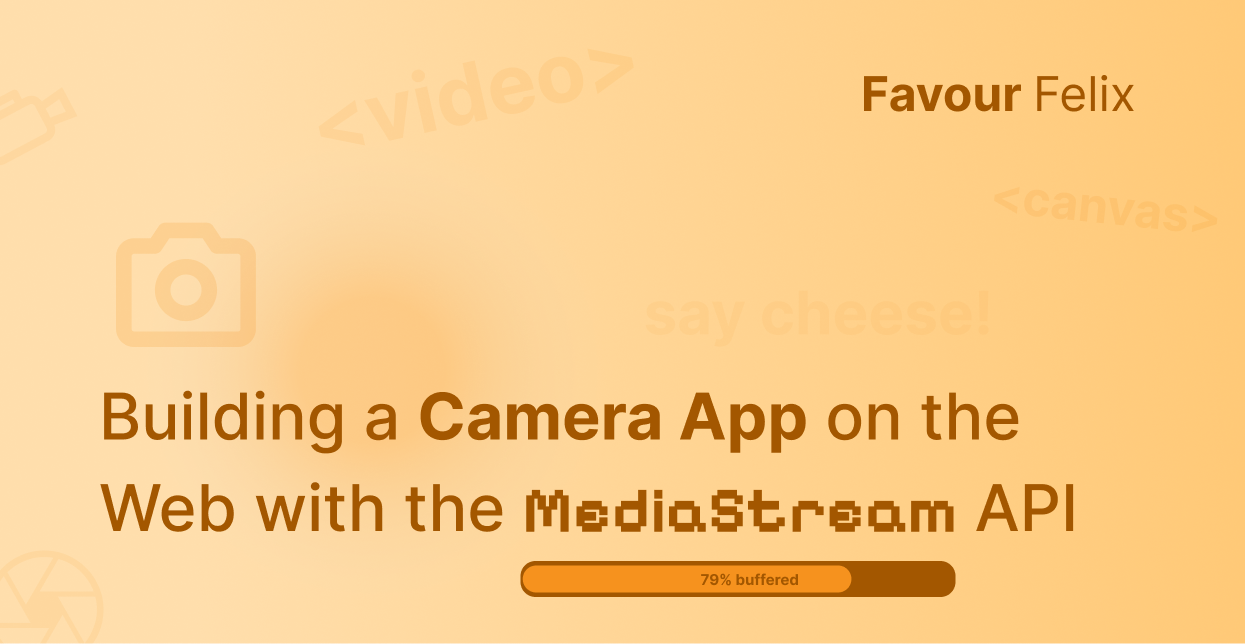 <video>
Favour Felix
<canvas>
say cheese!
Building a Camera App on the
Web with the MediaStream API
79% buffered